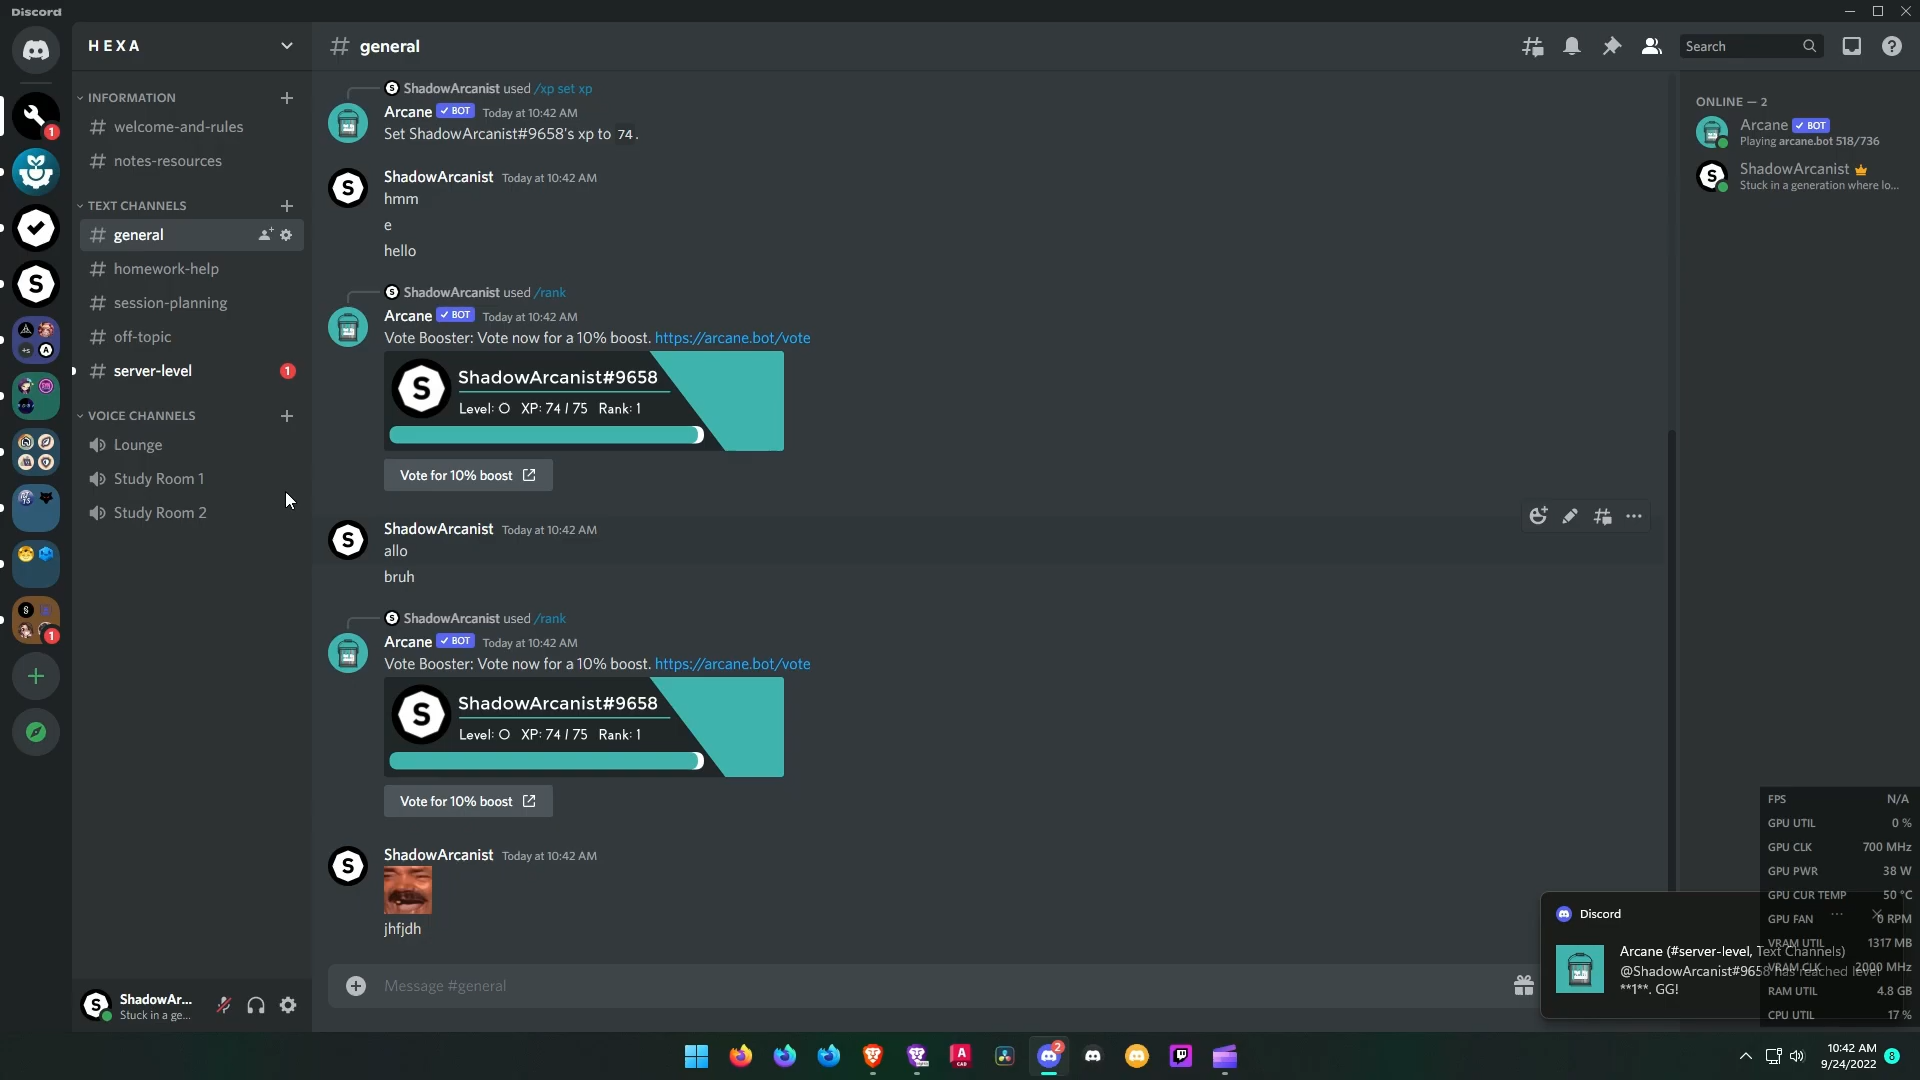 Discord
HEXA
INFORMATION
welcome-and-rules
notes-resources
TEXT CHANNELS
general
homework-help
session-planning
off-topic
server-level
1
VOICE CHANNELS
Lounge
Study Room 1
Study Room 2
1
1
ShadowAr...
Stuck in a ge...
general
Search
ShadowArcanist used /xp set xp
Arcane BOT Today at 10:42 AM
Set ShadowArcanist#9658's xp to 74.
ShadowArcanist Today at 10:42 AM
hmm
e
hello
ShadowArcanist used /rank
Arcane BOT Today at 10:42 AM
Vote Booster: Vote now for a 10% boost. https://arcane.bot/vote
ShadowArcanist#9658
Level: 0 XP: 74 / 75 Rank: 1
Vote for 10% boost
ShadowArcanist Today at 10:42 AM
allo
bruh
ShadowArcanist used /rank
Arcane BOT Today at 10:42 AM
Vote Booster: Vote now for a 10% boost. https://arcane.bot/vote
ShadowArcanist#9658
Level: 0 XP: 74 / 75 Rank: 1
Vote for 10% boost
ShadowArcanist Today at 10:42 AM
jhfjdh
Message #general
ONLINE — 2
Arcane BOT
Playing arcane.bot 518/736
ShadowArcanist
Stuck in a generation where lo...
FPS N/A
GPU UTIL 0 %
GPU CLK 700 MHz
GPU PWR 38 W
GPU CUR TEMP 50 °C
GPU FAN 0 RPM
VRAM UTIL 1317 MB
VRAM CLK 2000 MHz
RAM UTIL 4.8 GB
CPU UTIL 17 %
Discord
Arcane (#server-level, Text Channels)
@ShadowArcanist#9658 has reached level
**1**. GG!
2
10:42 AM
9/24/2022
8